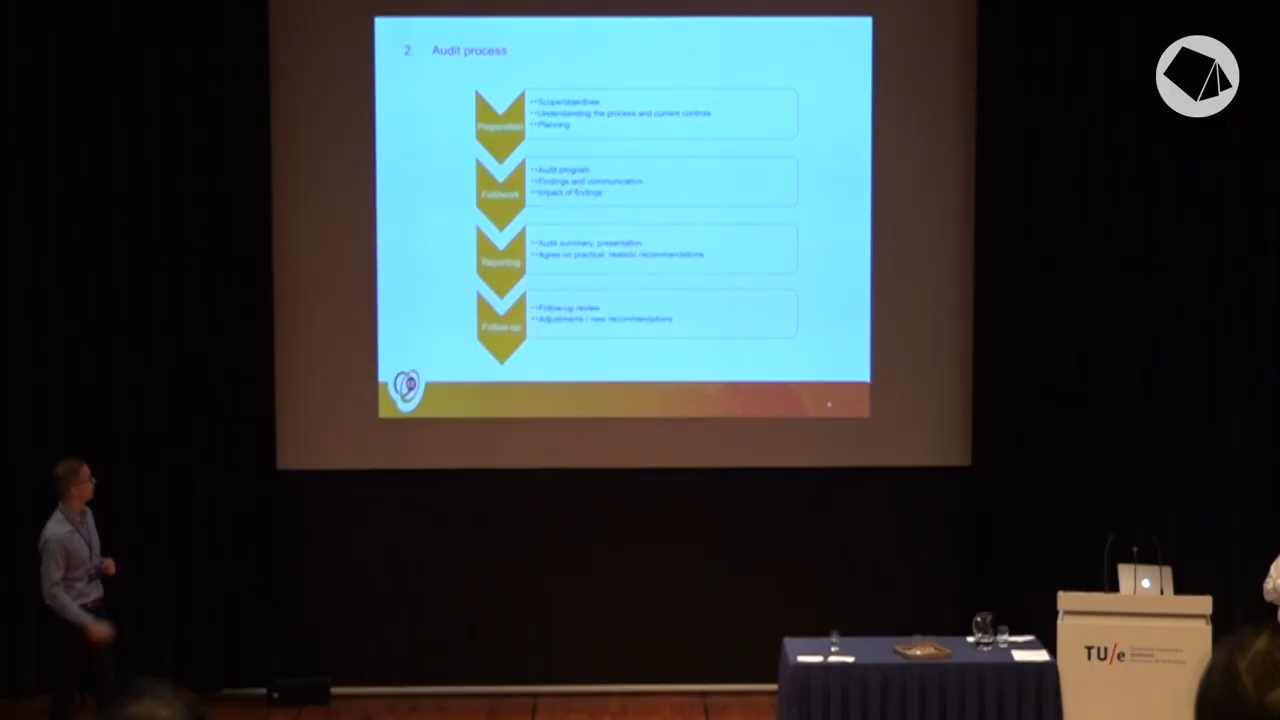 2 Audit process
Preparation
Scope/objectives
Understanding the process and current controls
Planning
Fieldwork
Audit program
Findings and communication
Impact of findings
Reporting
Audit summary, presentation
Agree on practical, realistic recommendations
Follow-up
Follow-up review
Adjustments / new recommendations
TU/e